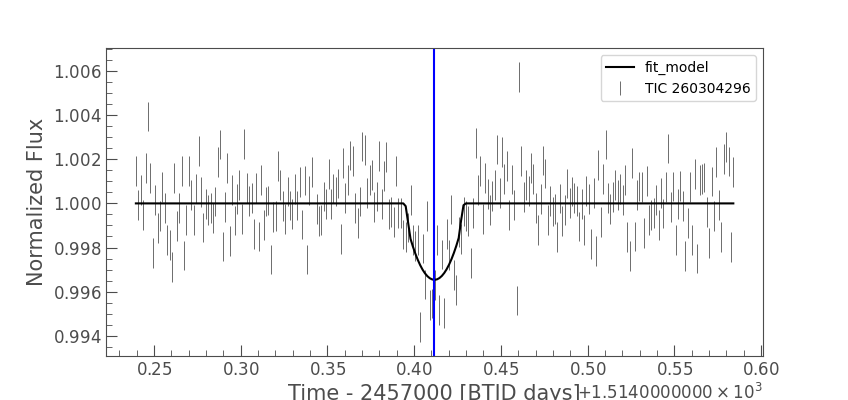 fit_model
TIC 260304296
Normalized Flux
1.006
1.004
1.002
1.000
0.998
0.996
0.994
0.25 0.30 0.35 0.40 0.45 0.50 0.55 0.60
Time - 2457000 [BTJD days]
+1.5140000000 × 10³